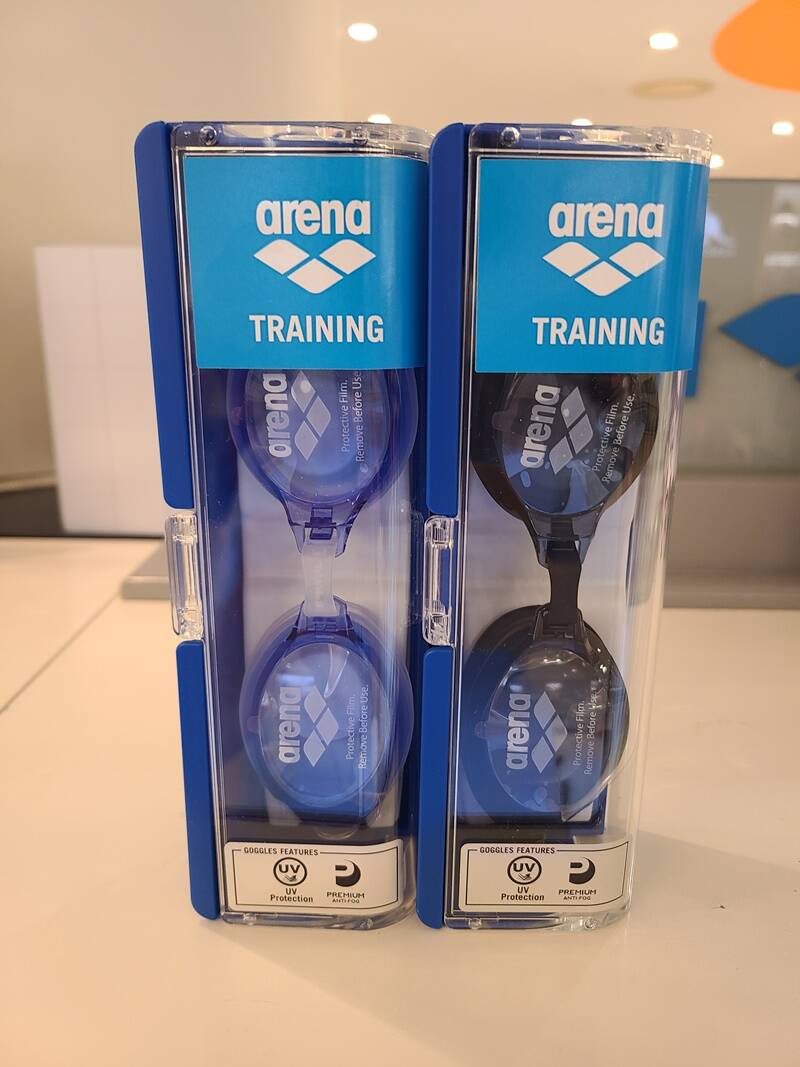 arena
TRAINING
arena
Protective Film.
Remove Before Use.
arena
Protective Film.
Remove Before Use.
GOGGLES FEATURES
UV
UV
Protection
PREMIUM
ANTI-FOG
arena
TRAINING
arena
Protective Film.
Remove Before Use.
arena
Protective Film.
Remove Before Use.
GOGGLES FEATURES
UV
UV
Protection
PREMIUM
ANTI-FOG